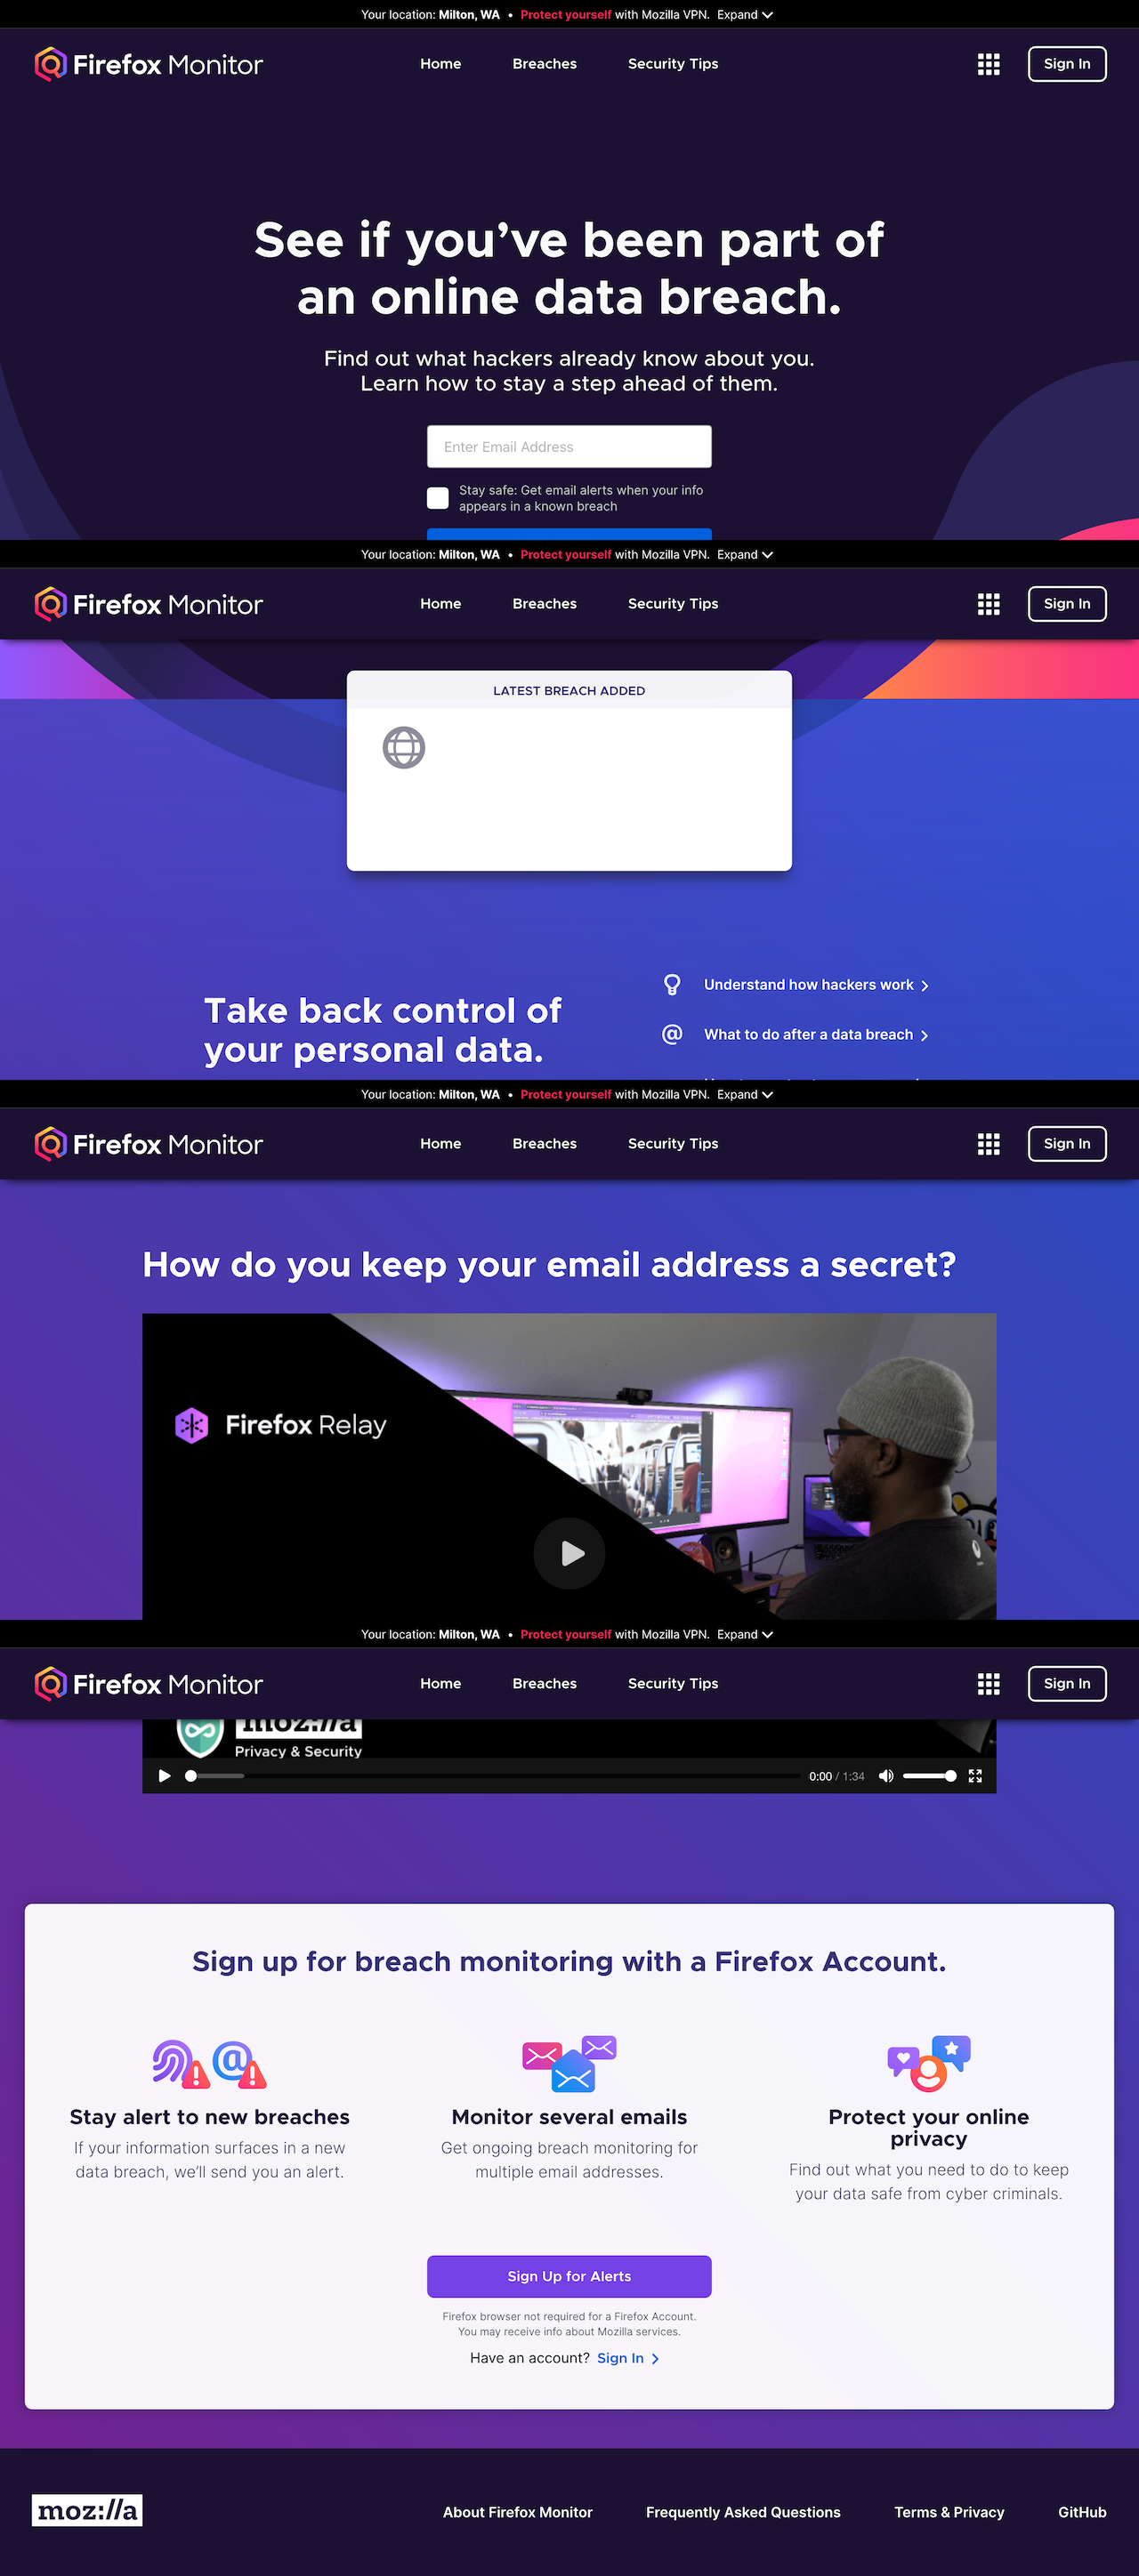 Your location: Milton, WA • Protect yourself with Mozilla VPN. Expand
Firefox Monitor
Home Breaches Security Tips
Sign In
See if you’ve been part of
an online data breach.
Find out what hackers already know about you.
Learn how to stay a step ahead of them.
Enter Email Address
Stay safe: Get email alerts when your info
appears in a known breach
Your location: Milton, WA • Protect yourself with Mozilla VPN. Expand
Firefox Monitor
Home Breaches Security Tips
Sign In
LATEST BREACH ADDED
Take back control of
your personal data.
Understand how hackers work
What to do after a data breach
Your location: Milton, WA • Protect yourself with Mozilla VPN. Expand
Firefox Monitor
Home Breaches Security Tips
Sign In
How do you keep your email address a secret?
Firefox Relay
Your location: Milton, WA • Protect yourself with Mozilla VPN. Expand
Firefox Monitor
Home Breaches Security Tips
Sign In
moz://a
Privacy & Security
0:00 / 1:34
Sign up for breach monitoring with a Firefox Account.
Stay alert to new breaches
If your information surfaces in a new
data breach, we’ll send you an alert.
Monitor several emails
Get ongoing breach monitoring for
multiple email addresses.
Protect your online
privacy
Find out what you need to do to keep
your data safe from cyber criminals.
Sign Up for Alerts
Firefox browser not required for a Firefox Account.
You may receive info about Mozilla services.
Have an account? Sign In
moz://a
About Firefox Monitor
Frequently Asked Questions
Terms & Privacy
GitHub